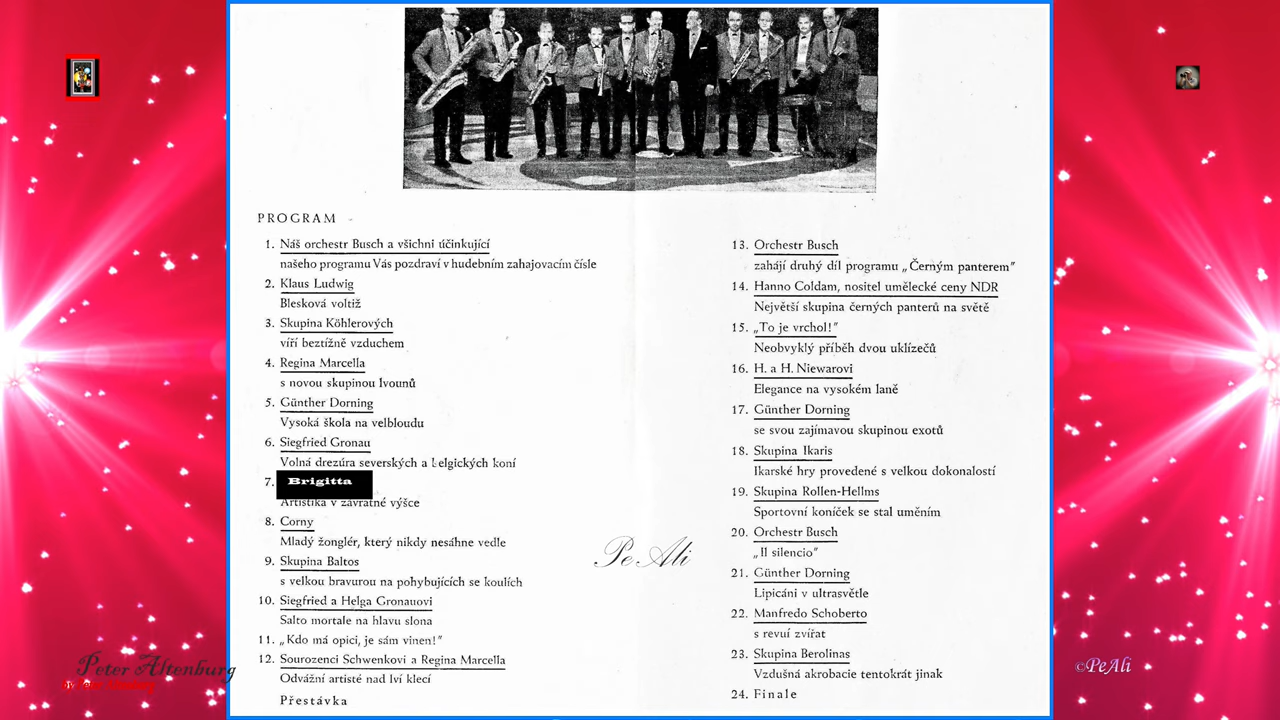 PROGRAM
1. Náš orchestr Busch a všichni účinkující
našeho programu Vás pozdraví v hudebním zahajovacím čísle
2. Klaus Ludwig
Blesková voltiž
3. Skupina Köhlerových
víří beztížně vzduchem
4. Regina Marcella
s novou skupinou lvounů
5. Günther Dorning
Vysoká škola na velbloudu
6. Siegfried Gronau
Volná drezúra severských a belgických koní
7. Brigitta
Artistika v závratné výšce
8. Corny
Mladý žonglér, který nikdy nesáhne vedle
9. Skupina Baltos
s velkou bravurou na pohybujících se koulích
10. Siegfried a Helga Gronauovi
Salto mortale na hlavu slona
11. „Kdo má opici, je sám vinen!"
12. Sourozenci Schwenkovi a Regina Marcella
Odvážní artisté nad lví klecí
Přestávka
13. Orchestr Busch
zahájí druhý díl programu „Černým panterem"
14. Hanno Coldam, nositel umělecké ceny NDR
Největší skupina černých panterů na světě
15. „To je vrchol!"
Neobvyklý příběh dvou uklízečů
16. H. a H. Niewarovi
Elegance na vysokém laně
17. Günther Dorning
se svou zajímavou skupinou exotů
18. Skupina Ikaris
Ikarské hry provedené s velkou dokonalostí
19. Skupina Rollen-Hellms
Sportovní koníček se stal uměním
20. Orchestr Busch
„Il silencio"
21. Günther Dorning
Lipicáni v ultrasvětle
22. Manfredo Schoberto
s revuí zvířat
23. Skupina Berolinas
Vzdušná akrobacie tentokrát jinak
24. Finale
Pe Ali
Peter Altenburg
by Peter Altenburg
©PeAli